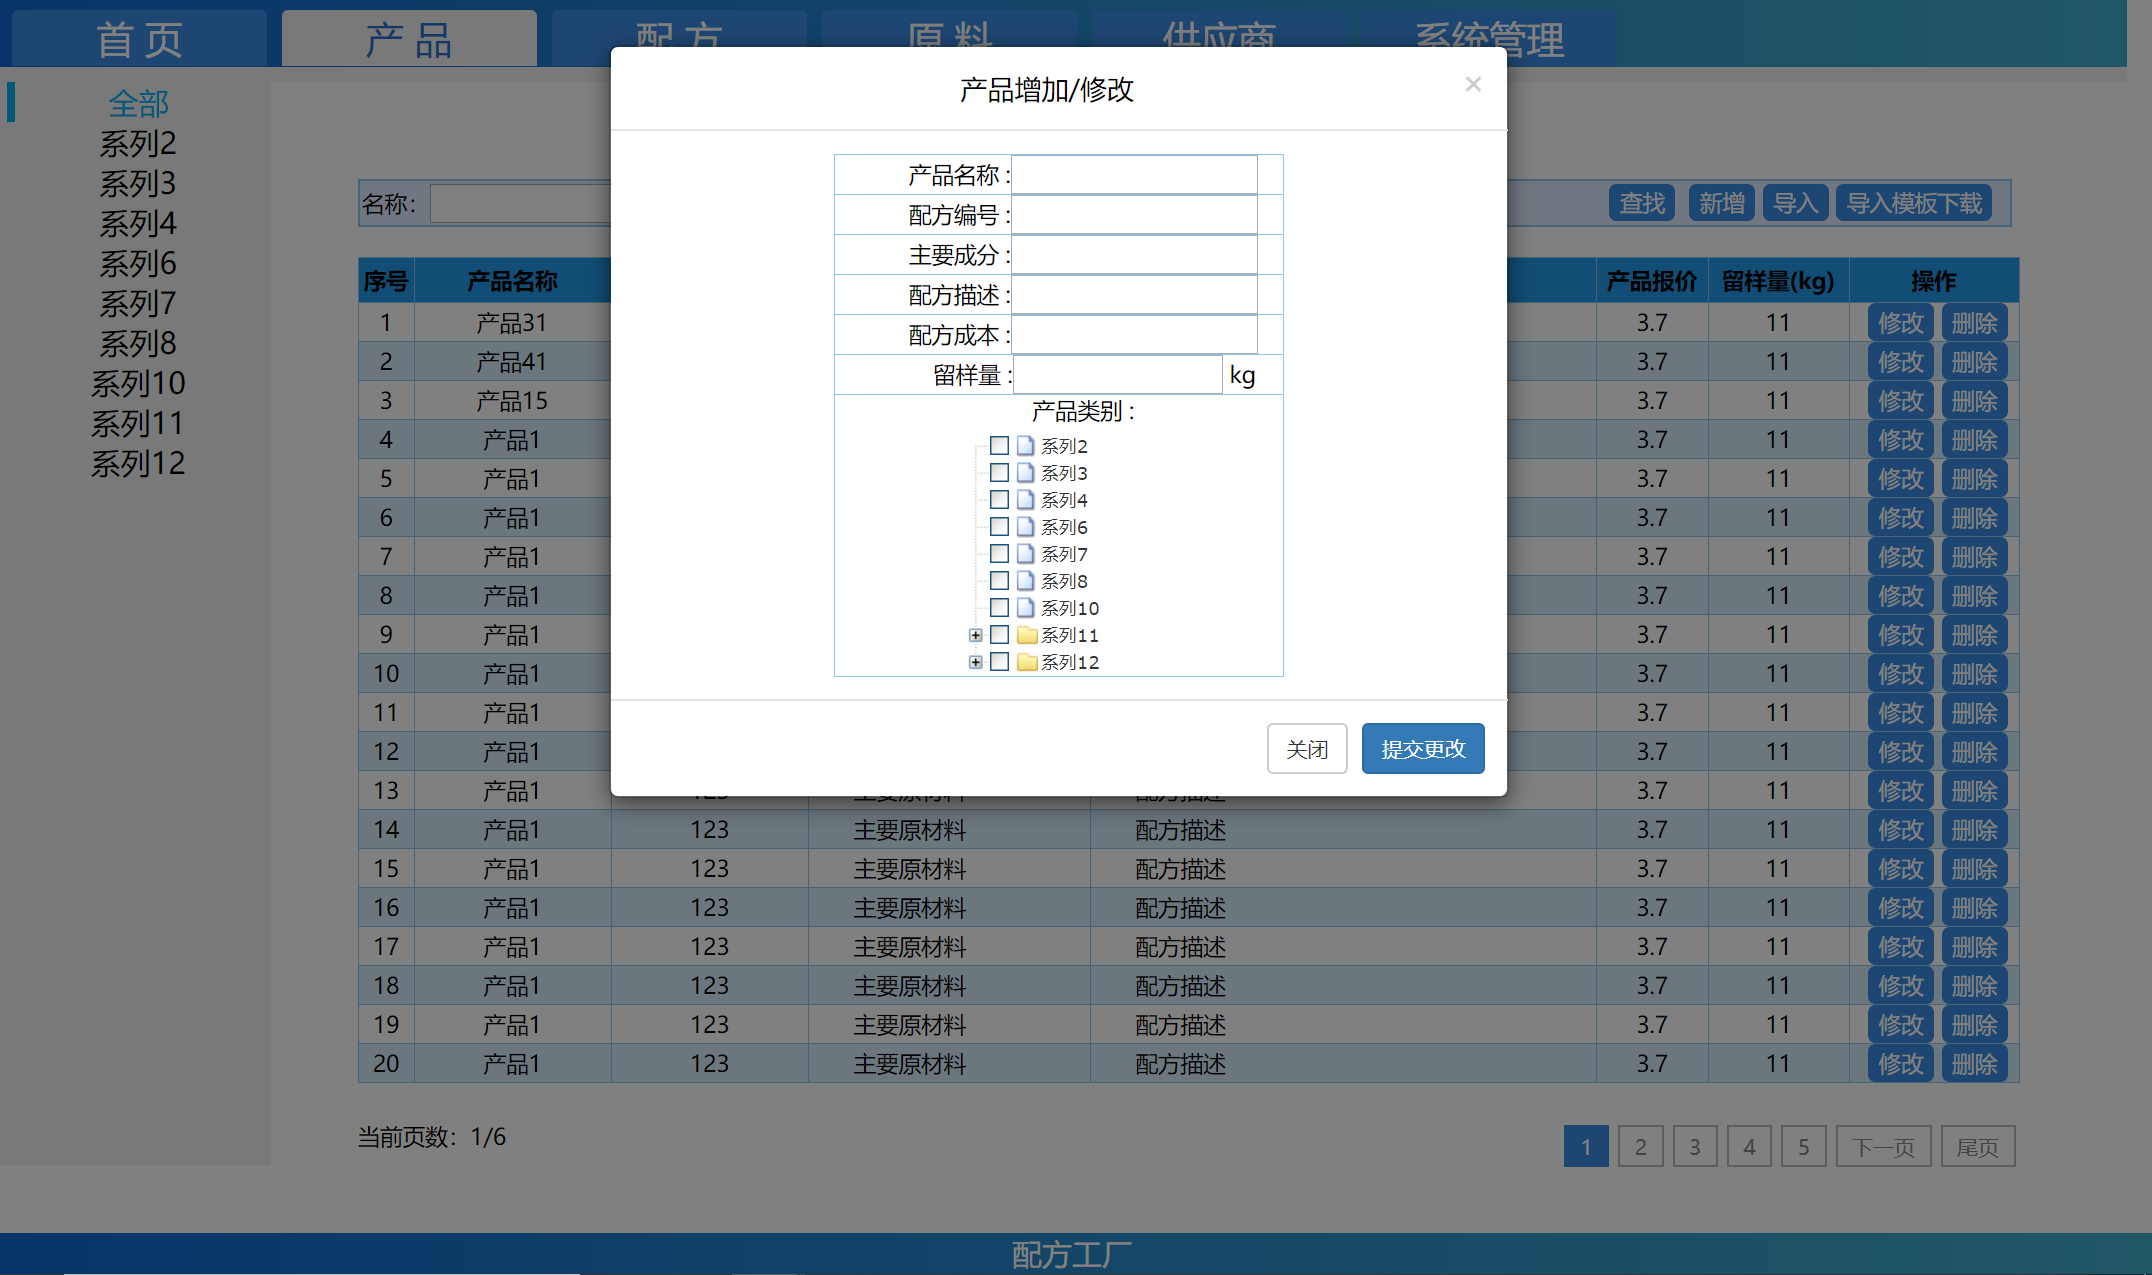 首 页 产 品 配 方 原 料 供应商 系统管理
全部
系列2
系列3
系列4
系列6
系列7
系列8
系列10
系列11
系列12
名称：
查找 新增 导入 导入模板下载
产品增加/修改
×
产品名称 :
配方编号 :
主要成分 :
配方描述 :
配方成本 :
留样量 : kg
产品类别 :
系列2
系列3
系列4
系列6
系列7
系列8
系列10
系列11
系列12
关闭 提交更改
序号 产品名称 产品报价 留样量(kg) 操作
1 产品31 3.7 11 修改 删除
2 产品41 3.7 11 修改 删除
3 产品15 3.7 11 修改 删除
4 产品1 3.7 11 修改 删除
5 产品1 3.7 11 修改 删除
6 产品1 3.7 11 修改 删除
7 产品1 3.7 11 修改 删除
8 产品1 3.7 11 修改 删除
9 产品1 3.7 11 修改 删除
10 产品1 3.7 11 修改 删除
11 产品1 3.7 11 修改 删除
12 产品1 3.7 11 修改 删除
13 产品1 123 主要原材料 配方描述 3.7 11 修改 删除
14 产品1 123 主要原材料 配方描述 3.7 11 修改 删除
15 产品1 123 主要原材料 配方描述 3.7 11 修改 删除
16 产品1 123 主要原材料 配方描述 3.7 11 修改 删除
17 产品1 123 主要原材料 配方描述 3.7 11 修改 删除
18 产品1 123 主要原材料 配方描述 3.7 11 修改 删除
19 产品1 123 主要原材料 配方描述 3.7 11 修改 删除
20 产品1 123 主要原材料 配方描述 3.7 11 修改 删除
当前页数：1/6
1 2 3 4 5 下一页 尾页
配方工厂